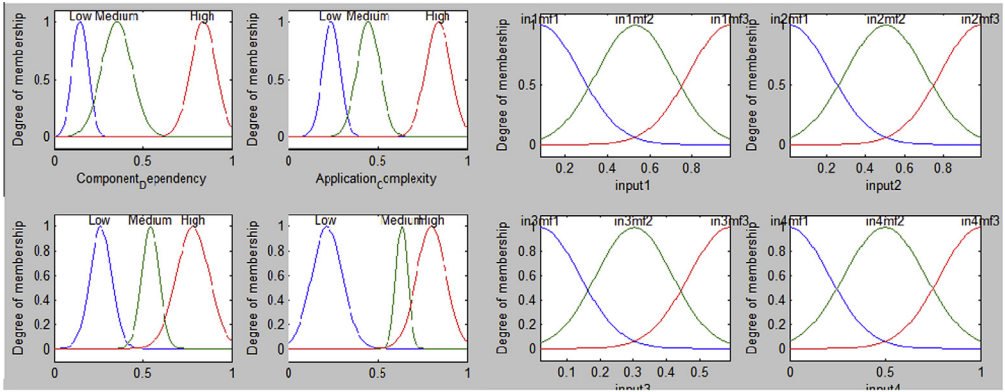 Low Medium High
Degree of membership
1
0.5
0
0 0.5 1
Component_Dependency
Low Medium High
Degree of membership
1
0.5
0
0 0.5 1
Application_Complexity
in1mf1 in1mf2 in1mf3
Degree of membership
1
0.5
0
0.2 0.4 0.6 0.8
input1
in2mf1 in2mf2 in2mf3
Degree of membership
1
0.5
0
0.2 0.4 0.6 0.8
input2
Low Medium High
Degree of membership
1
0.8
0.6
0.4
0.2
0
0 0.5 1
Low Medium High
Degree of membership
1
0.8
0.6
0.4
0.2
0
0 0.5 1
in3mf1 in3mf2 in3mf3
Degree of membership
1
0.8
0.6
0.4
0.2
0
0.1 0.2 0.3 0.4 0.5
input3
in4mf1 in4mf2 in4mf3
Degree of membership
1
0.8
0.6
0.4
0.2
0
0 0.5 1
input4